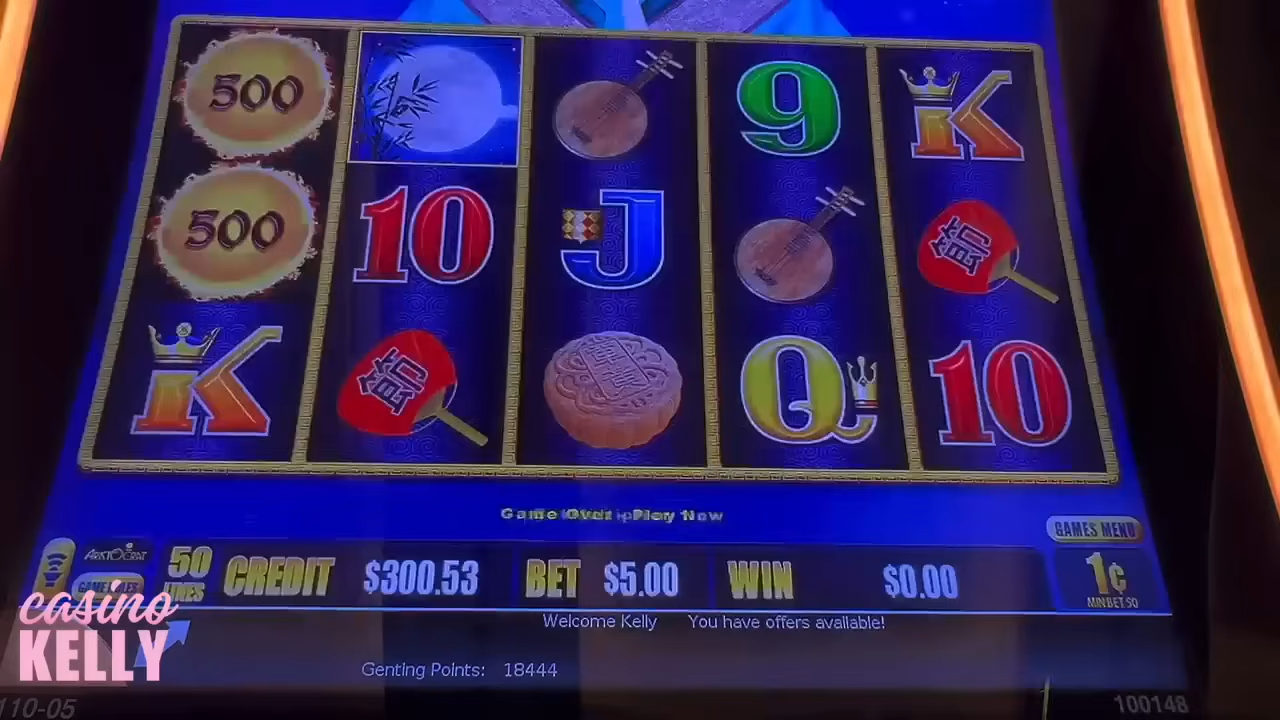 500
9
K
500
10
J
K
Q
10
Game Over - Play Now
GAMES MENU
ARISTOCRAT
50
LINES
CREDIT $300.53 BET $5.00 WIN $0.00
1¢
MIN BET 50
Welcome Kelly You have offers available!
casino
KELLY
Genting Points: 18444
110-05
100148